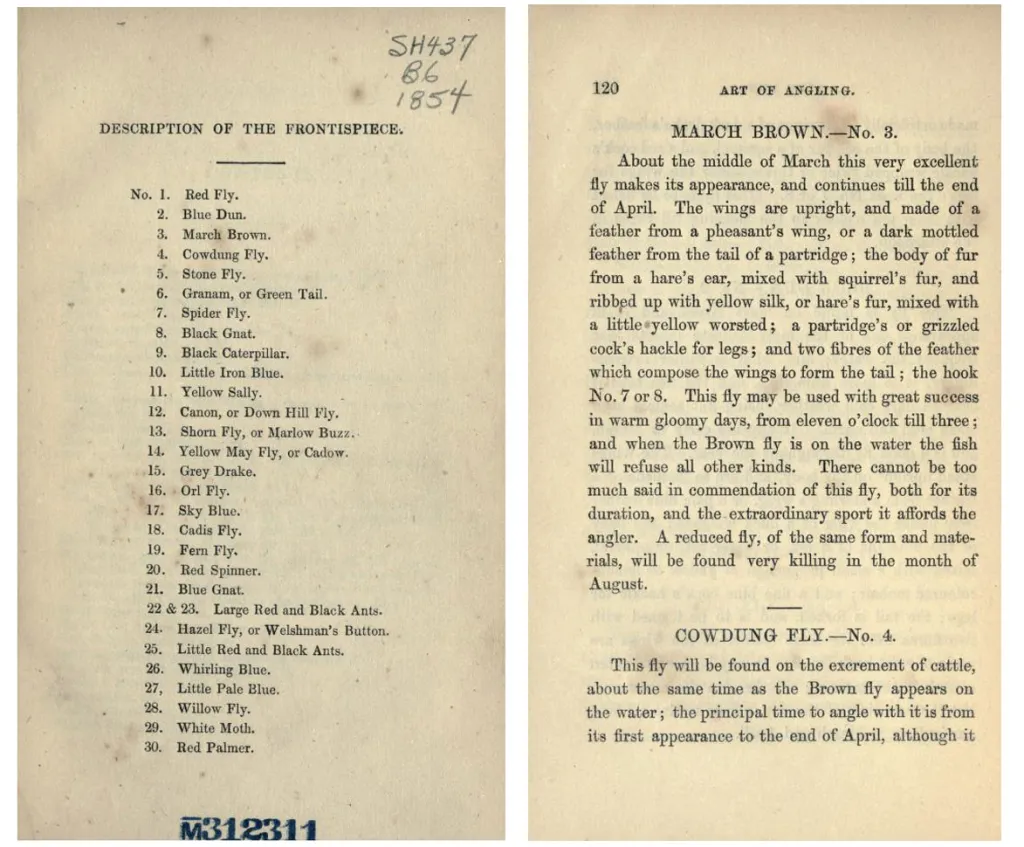 SH437
B6
1854
DESCRIPTION OF THE FRONTISPIECE.
No. 1. Red Fly.
2. Blue Dun.
3. March Brown.
4. Cowdung Fly.
5. Stone Fly.
6. Granam, or Green Tail.
7. Spider Fly.
8. Black Gnat.
9. Black Caterpillar.
10. Little Iron Blue.
11. Yellow Sally.
12. Canon, or Down Hill Fly.
13. Shorn Fly, or Marlow Buzz.
14. Yellow May Fly, or Cadow.
15. Grey Drake.
16. Orl Fly.
17. Sky Blue.
18. Cadis Fly.
19. Fern Fly.
20. Red Spinner.
21. Blue Gnat.
22 & 23. Large Red and Black Ants.
24. Hazel Fly, or Welshman's Button.
25. Little Red and Black Ants.
26. Whirling Blue.
27, Little Pale Blue.
28. Willow Fly.
29. White Moth.
30. Red Palmer.
M312311
120 ART OF ANGLING.
MARCH BROWN.—No. 3.
About the middle of March this very excellent
fly makes its appearance, and continues till the end
of April. The wings are upright, and made of a
feather from a pheasant's wing, or a dark mottled
feather from the tail of a partridge; the body of fur
from a hare's ear, mixed with squirrel's fur, and
ribbed up with yellow silk, or hare's fur, mixed with
a little yellow worsted; a partridge's or grizzled
cock's hackle for legs; and two fibres of the feather
which compose the wings to form the tail; the hook
No. 7 or 8. This fly may be used with great success
in warm gloomy days, from eleven o'clock till three;
and when the Brown fly is on the water the fish
will refuse all other kinds. There cannot be too
much said in commendation of this fly, both for its
duration, and the extraordinary sport it affords the
angler. A reduced fly, of the same form and mate-
rials, will be found very killing in the month of
August.
COWDUNG FLY.—No. 4.
This fly will be found on the excrement of cattle,
about the same time as the Brown fly appears on
the water; the principal time to angle with it is from
its first appearance to the end of April, although it